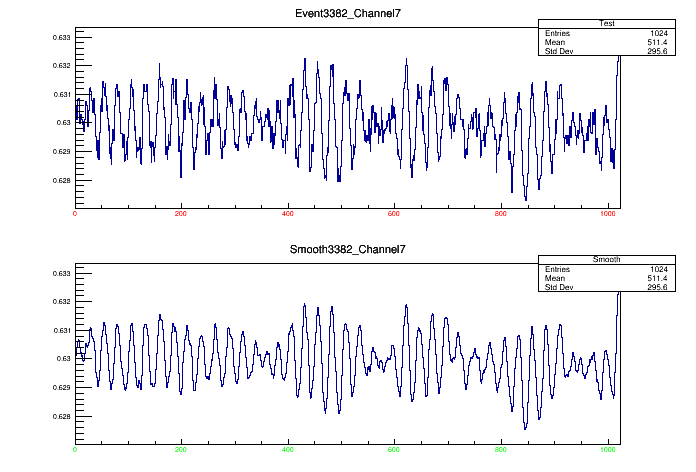 Event3382_Channel7
Test
Entries 1024
Mean 511.4
Std Dev 295.6
0.633
0.632
0.631
0.63
0.629
0.628
0 200 400 600 800 1000
Smooth3382_Channel7
Smooth
Entries 1024
Mean 511.4
Std Dev 295.6
0.633
0.632
0.631
0.63
0.629
0.628
0 200 400 600 800 1000